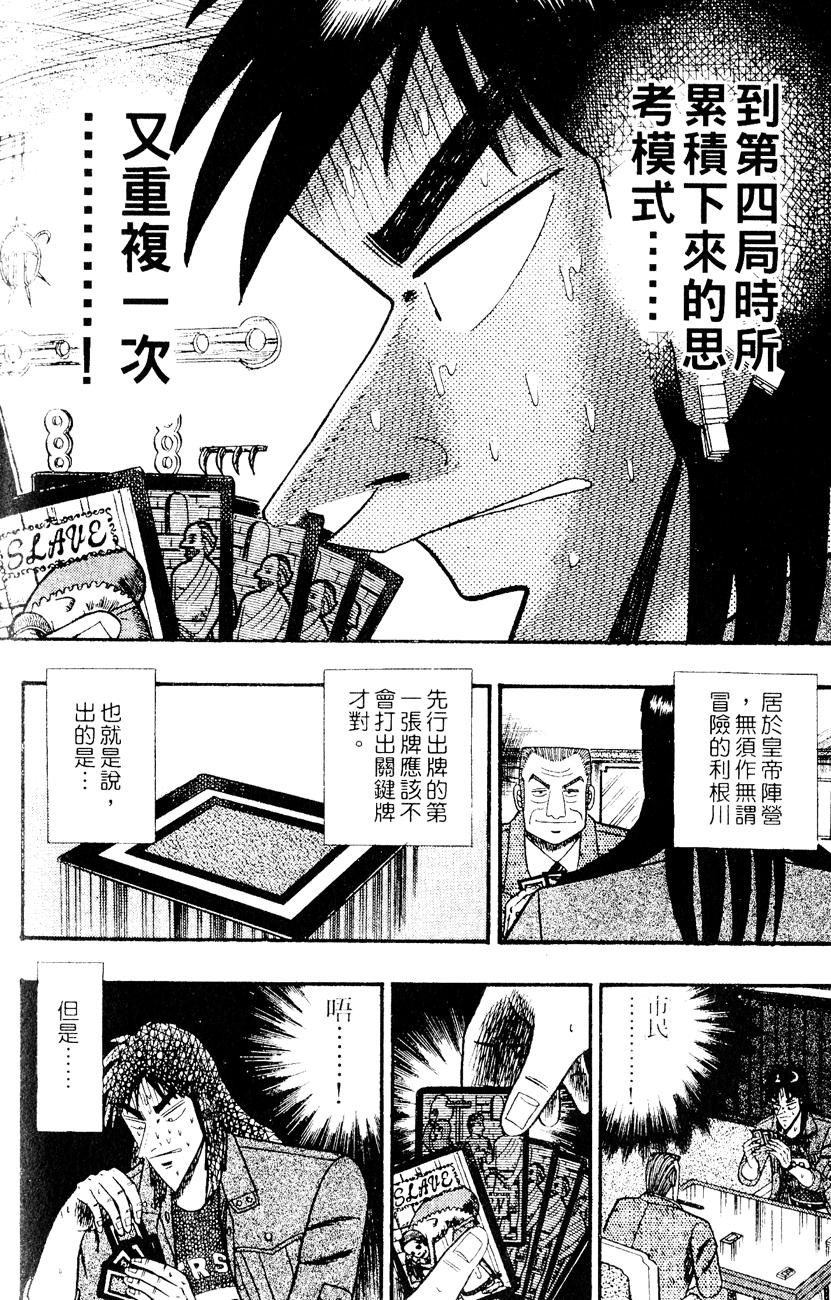 到第四局時所
累積下來的思
考模式……
又重複一次
…………！
SLAVE
居於皇帝陣營
，無須作無謂
冒險的利根川
先行出牌的第
一張牌應該不
會打出關鍵牌
才對。
也就是說，
出的是…
市民
……
SLAVE
唔……！
但是……
ERS